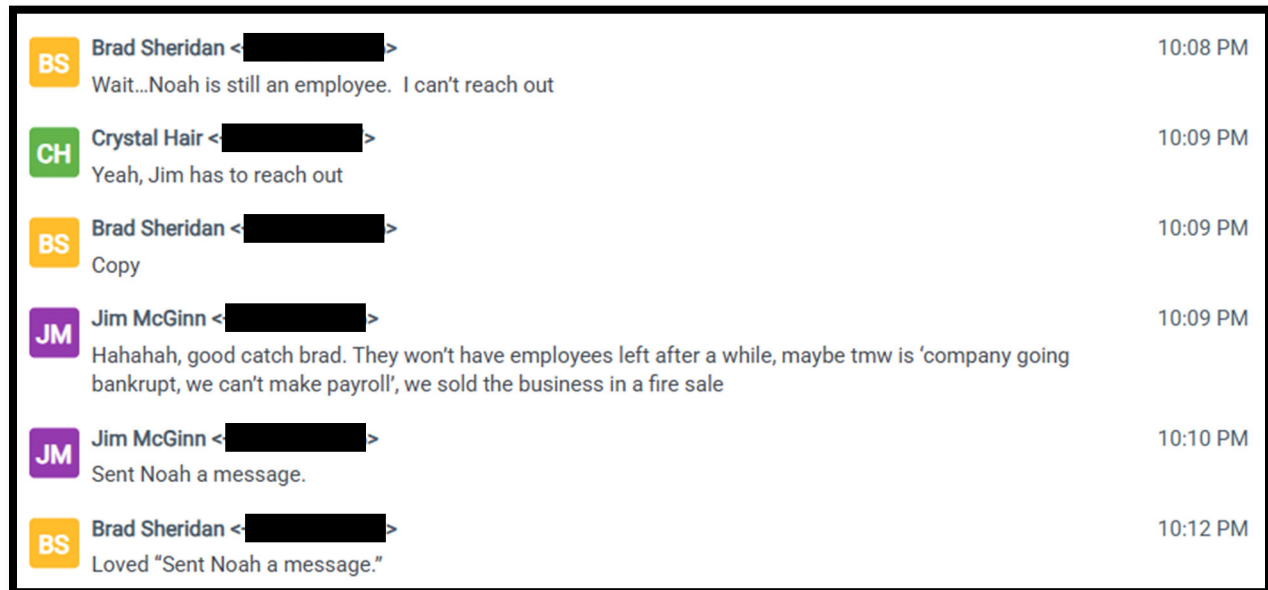 BS
Brad Sheridan < >
10:08 PM
Wait…Noah is still an employee.  I can’t reach out
CH
Crystal Hair < >
10:09 PM
Yeah, Jim has to reach out
BS
Brad Sheridan < >
10:09 PM
Copy
JM
Jim McGinn < >
10:09 PM
Hahahah, good catch brad. They won’t have employees left after a while, maybe tmw is ‘company going
bankrupt, we can’t make payroll’, we sold the business in a fire sale
JM
Jim McGinn < >
10:10 PM
Sent Noah a message.
BS
Brad Sheridan < >
10:12 PM
Loved “Sent Noah a message.”